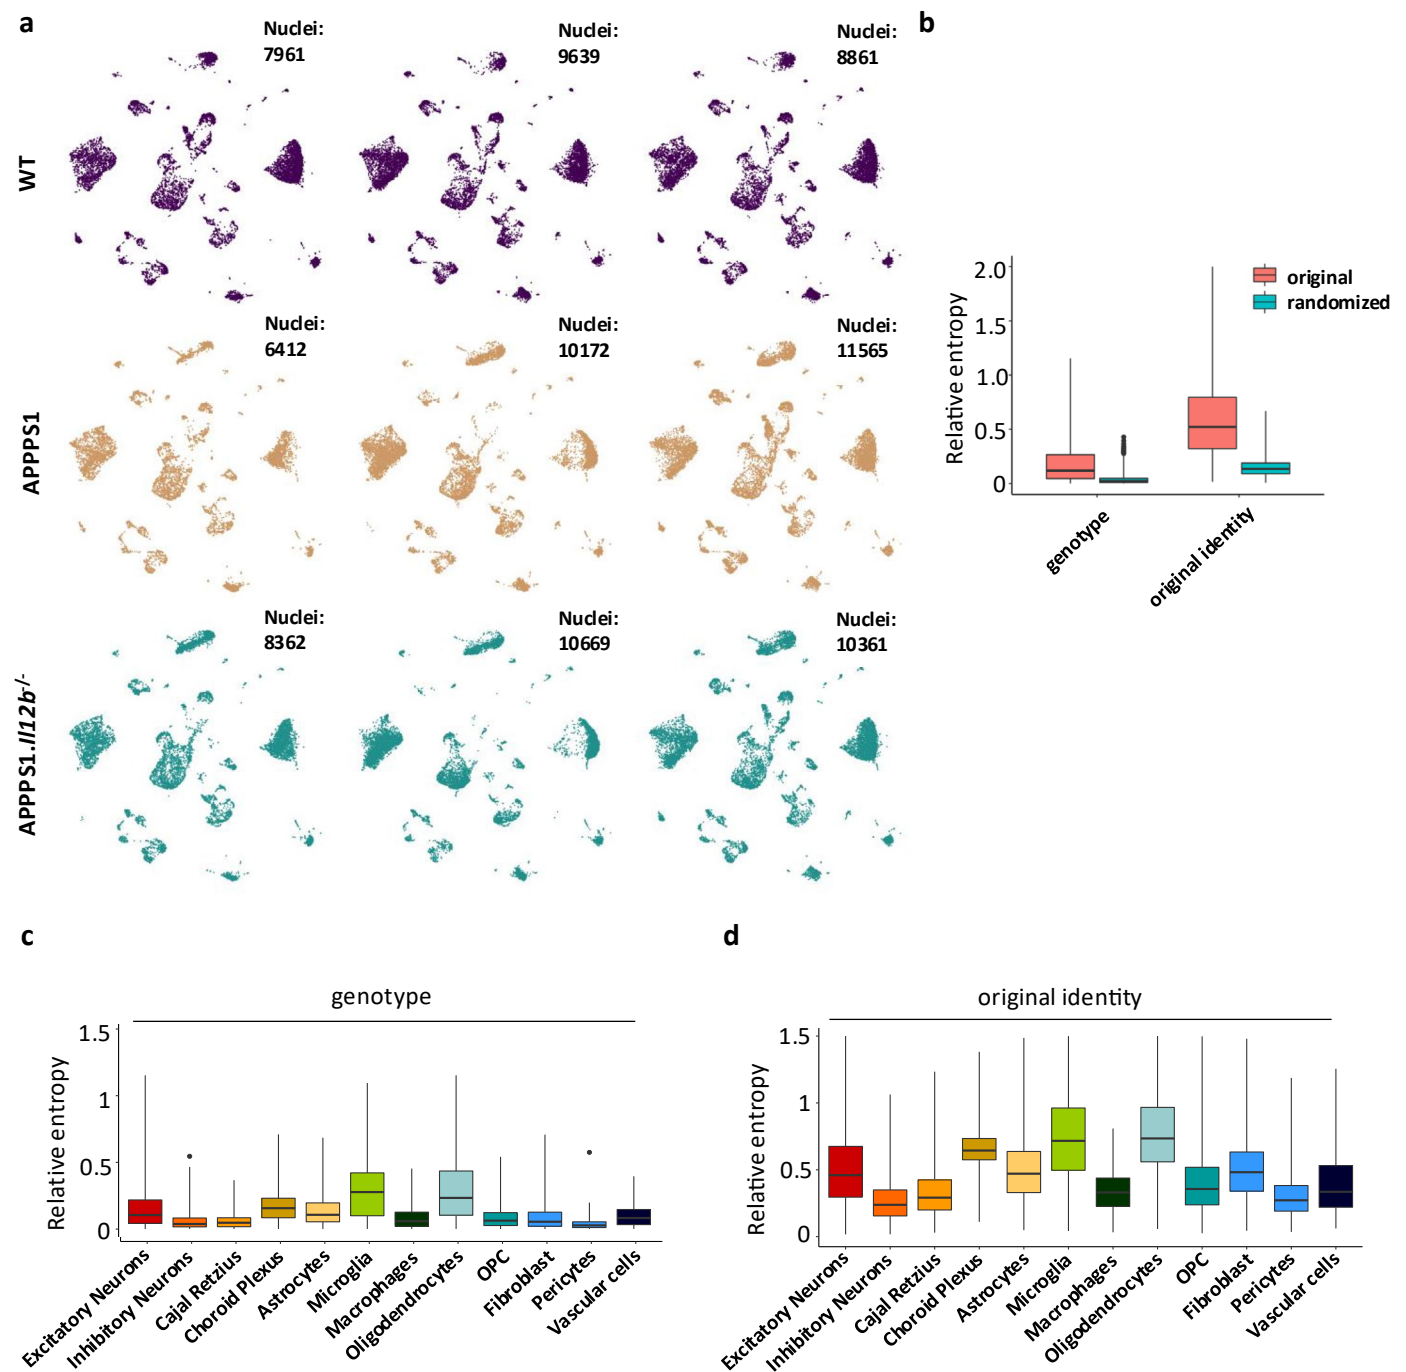 a
Nuclei:
7961
Nuclei:
9639
Nuclei:
8861
WT
Nuclei:
6412
Nuclei:
10172
Nuclei:
11565
APPPS1
Nuclei:
8362
Nuclei:
10669
Nuclei:
10361
APPPS1.Il12b-/-
b
Relative entropy
2.0
1.5
1.0
0.5
0
original
randomized
genotype
original identity
c
genotype
Relative entropy
1.5
1
0.5
0
Excitatory Neurons
Inhibitory Neurons
Cajal Retzius
Choroid Plexus
Astrocytes
Microglia
Macrophages
Oligodendrocytes
OPC
Fibroblast
Pericytes
Vascular cells
d
original identity
Relative entropy
1.5
1
0.5
0
Excitatory Neurons
Inhibitory Neurons
Cajal Retzius
Choroid Plexus
Astrocytes
Microglia
Macrophages
Oligodendrocytes
OPC
Fibroblast
Pericytes
Vascular cells